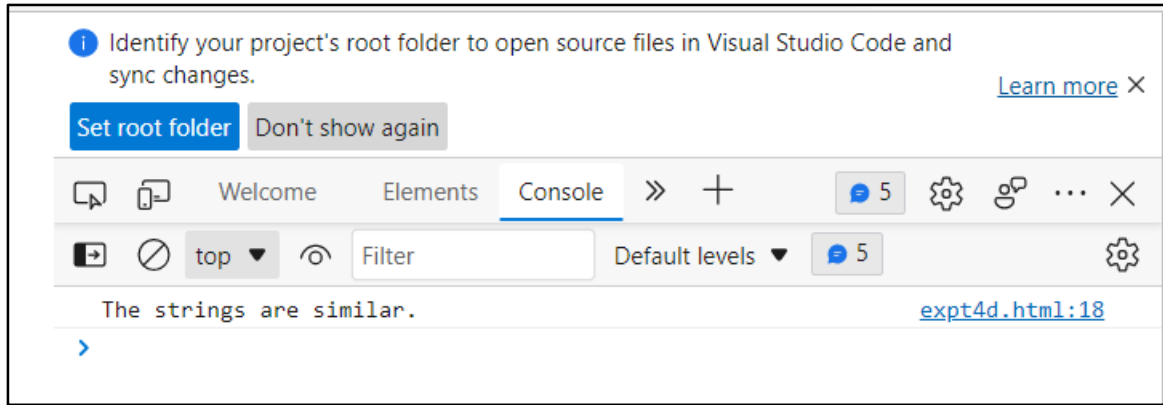 Identify your project's root folder to open source files in Visual Studio Code and
sync changes.
Learn more
Set root folder Don't show again
Welcome Elements Console 5
top Filter Default levels 5
The strings are similar. expt4d.html:18